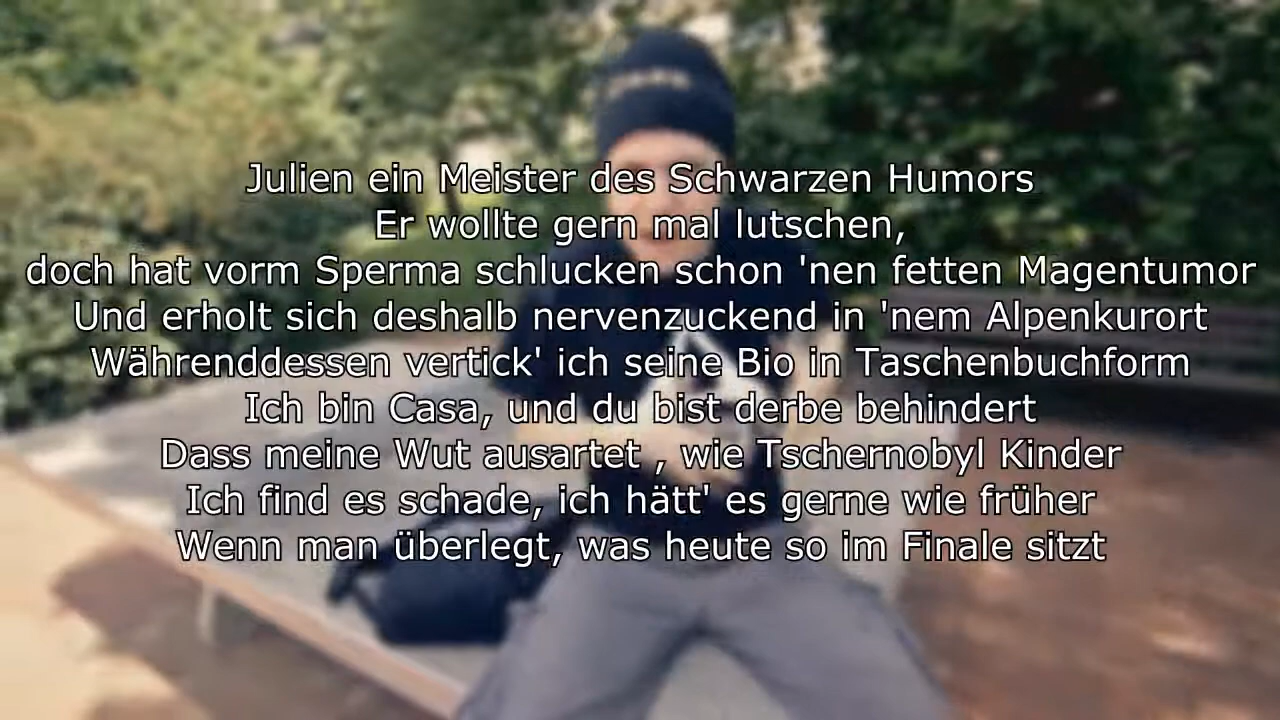 Julien ein Meister des Schwarzen Humors
Er wollte gern mal lutschen,
doch hat vorm Sperma schlucken schon 'nen fetten Magentumor
Und erholt sich deshalb nervenzuckend in 'nem Alpenkurort
Währenddessen vertick' ich seine Bio in Taschenbuchform
Ich bin Casa, und du bist derbe behindert
Dass meine Wut ausartet , wie Tschernobyl Kinder
Ich find es schade, ich hätt' es gerne wie früher
Wenn man überlegt, was heute so im Finale sitzt